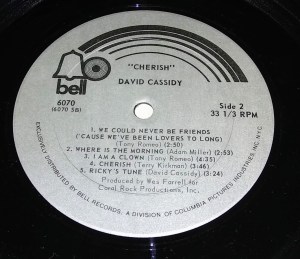 "CHERISH"
DAVID CASSIDY
bell
6070
(6070 SB)
Side 2
33 1/3 RPM
1. WE COULD NEVER BE FRIENDS
('CAUSE WE'VE BEEN LOVERS TO LONG)
(Tony Romeo) (2:50)
2. WHERE IS THE MORNING (Adam Miller) (2:53)
3. I AM A CLOWN (Tony Romeo) (4:35)
4. CHERISH (Terry Kirkman) (3:46)
5. RICKY'S TUNE (David Cassidy) (3:24)
Produced by Wes Farrell for
Coral Rock Productions, Inc.
EXCLUSIVELY DISTRIBUTED BY BELL RECORDS, A DIVISION OF COLUMBIA PICTURES INDUSTRIES, INC. NYC